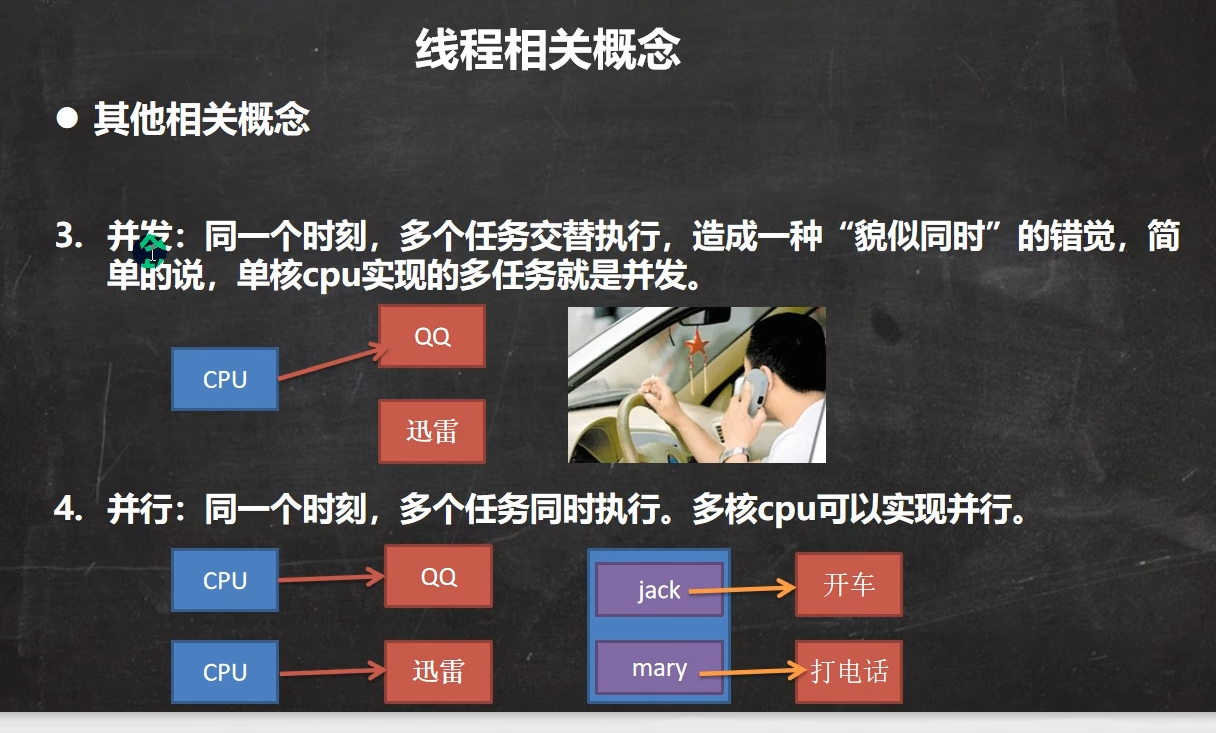 线程相关概念
● 其他相关概念
3. 并发：同一个时刻，多个任务交替执行，造成一种“貌似同时”的错觉，简
单的说，单核cpu实现的多任务就是并发。
QQ
CPU
迅雷
4. 并行：同一个时刻，多个任务同时执行。多核cpu可以实现并行。
CPU
QQ
jack
开车
CPU
迅雷
mary
打电话